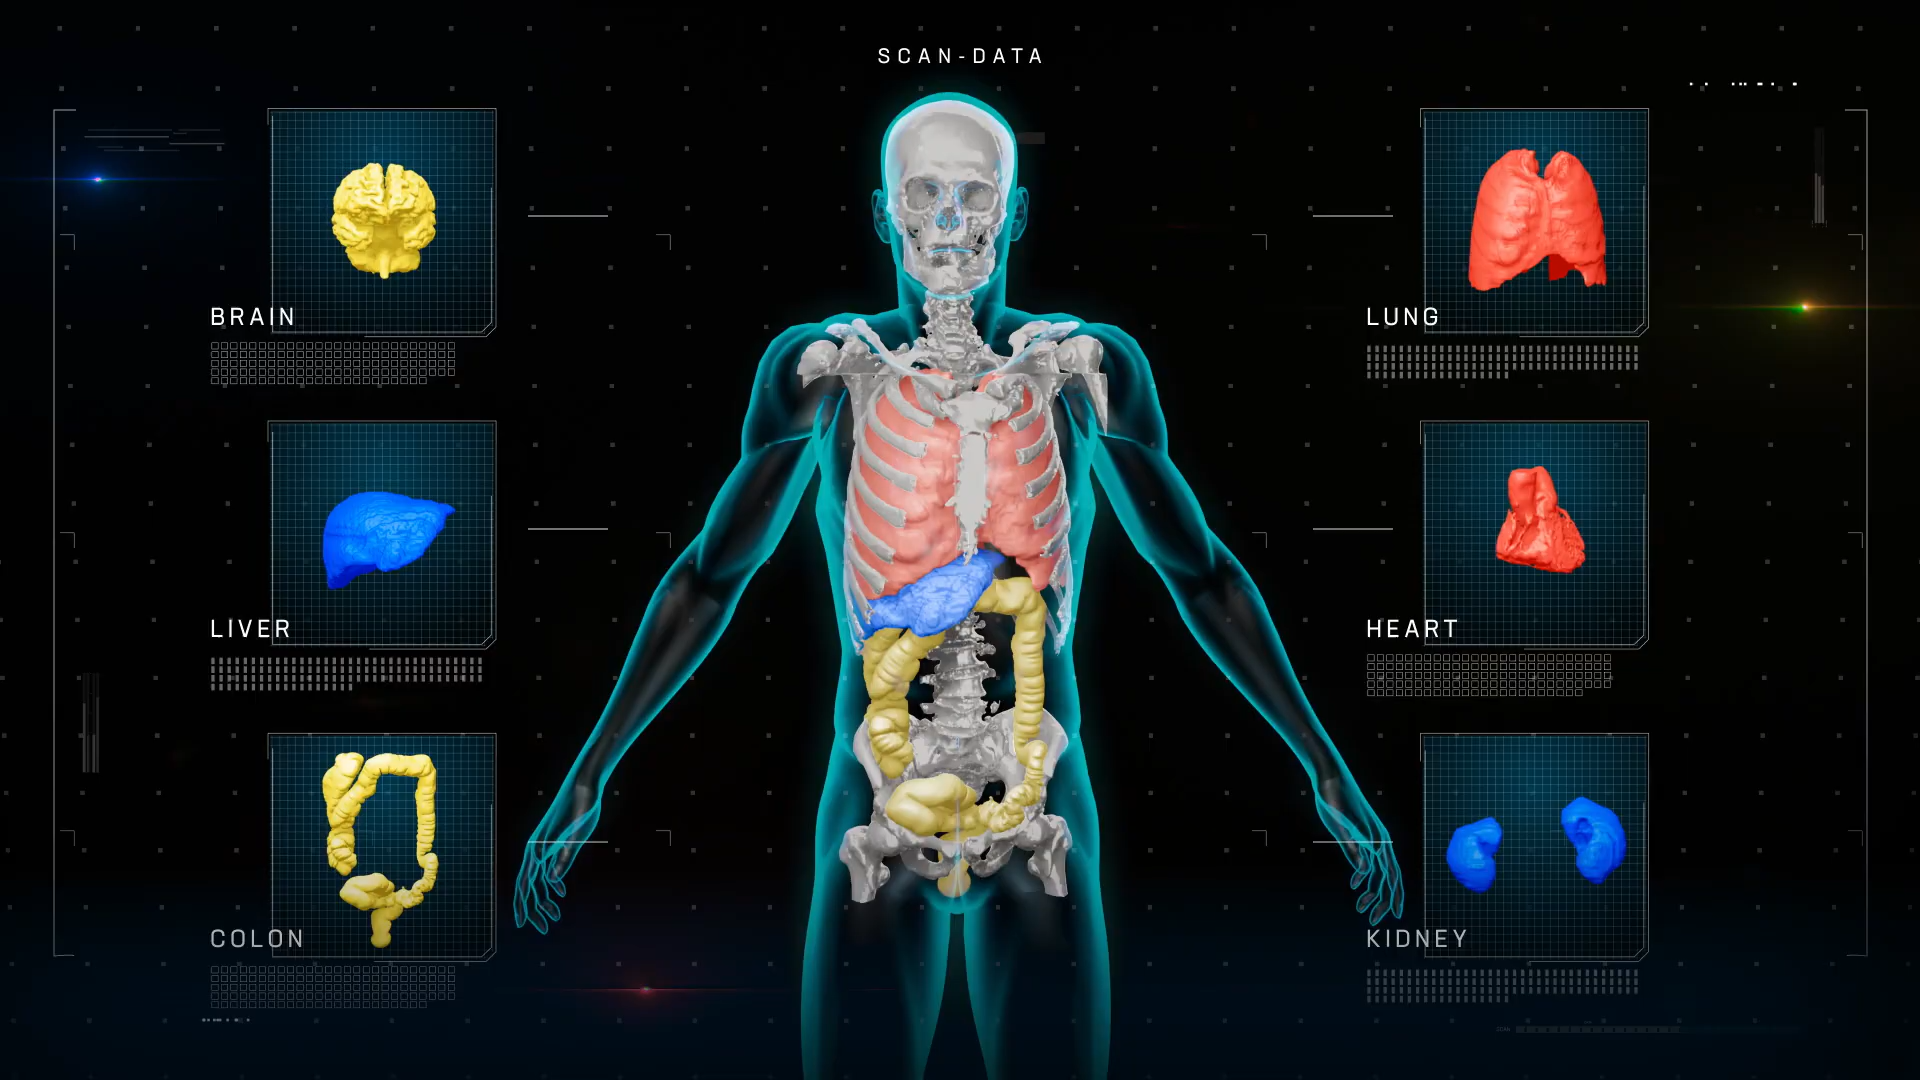 SCAN-DATA
BRAIN
LUNG
LIVER
HEART
COLON
KIDNEY